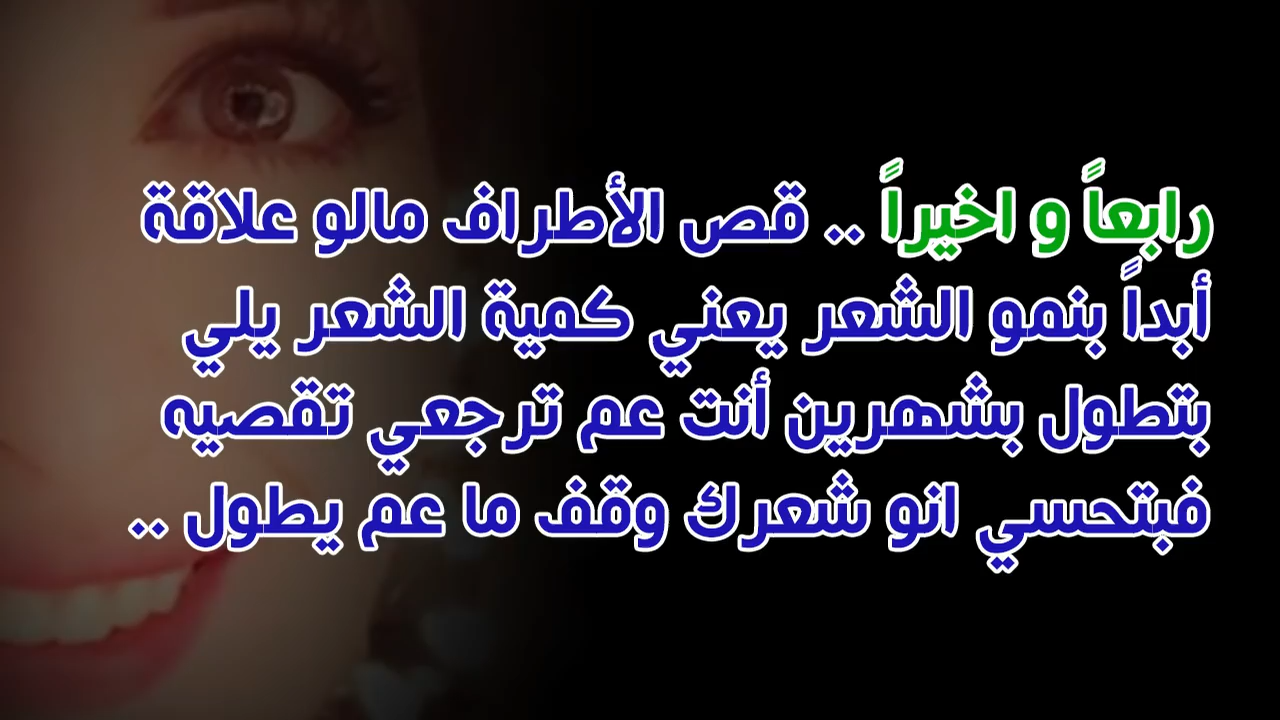 رابعاً و اخيراً .. قص الأطراف مالو علاقة
أبداً بنمو الشعر يعني كمية الشعر يلي
بتطول بشهرين أنت عم ترجعي تقصيه
فبتحسي انو شعرك وقف ما عم يطول ..